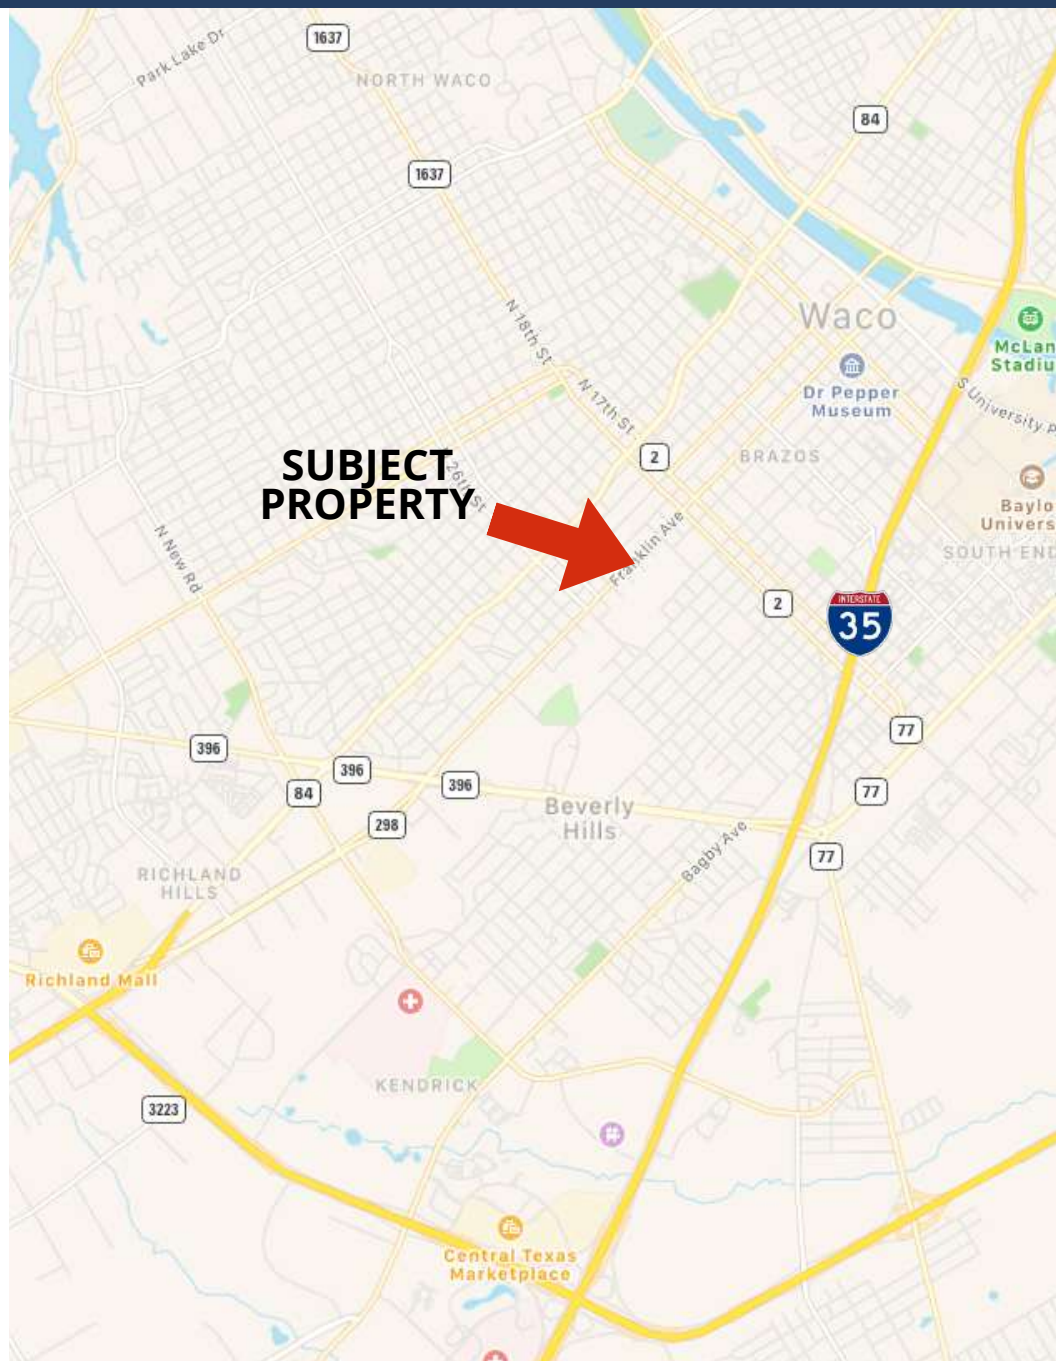 Park Lake Dr
1637
NORTH WACO
84
1637
N 18th St
Waco
McLan
Stadiu
Dr Pepper
Museum
S University P
N 17th St
SUBJECT
PROPERTY
26th St
2
BRAZOS
Baylo
Univers
SOUTH END
Franklin Ave
N New Rd
2
INTERSTATE
35
77
396
396
396
84
298
77
Beverly
Hills
Bagby Ave
77
RICHLAND
HILLS
Richland Mall
KENDRICK
3223
Central Texas
Marketplace